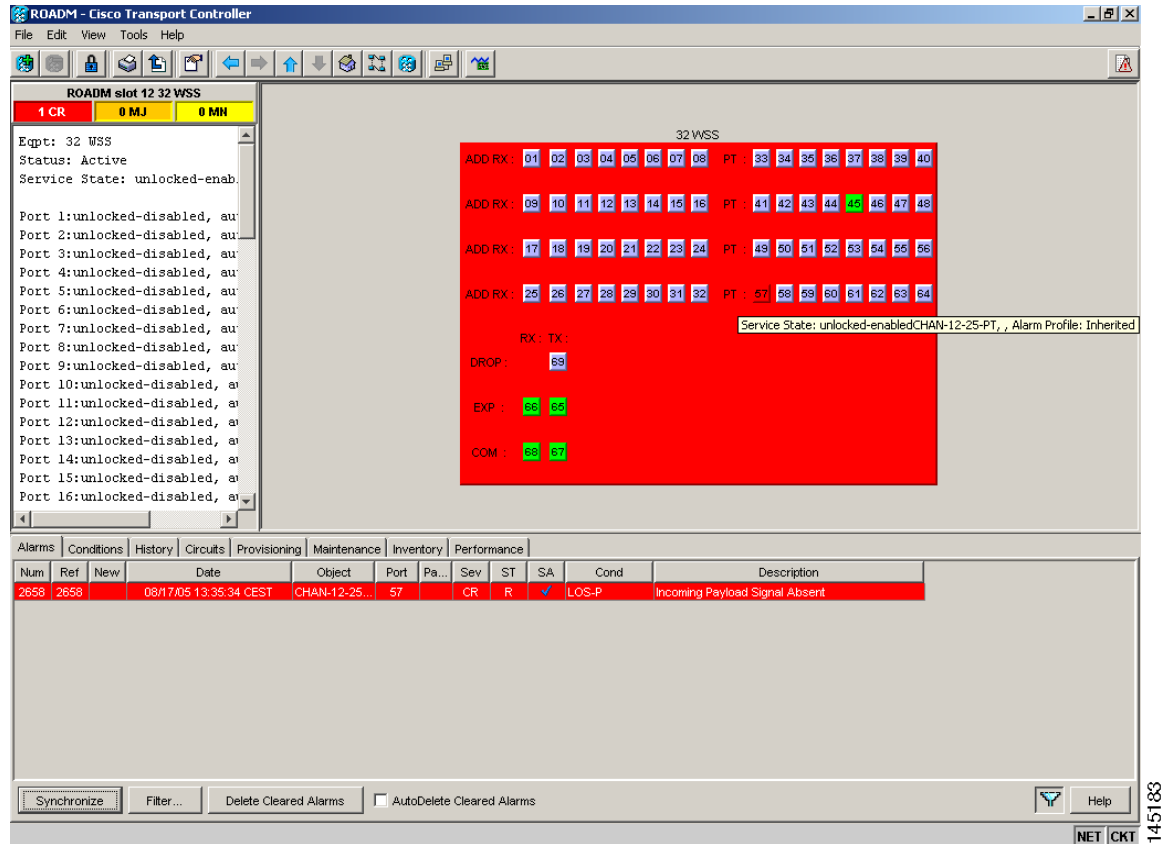 ROADM - Cisco Transport Controller
File Edit View Tools Help
ROADM slot 12 32 WSS
1 CR 0 MJ 0 MN
Eqpt: 32 WSS
Status: Active
Service State: unlocked-enab
Port 1:unlocked-disabled, au
Port 2:unlocked-disabled, au
Port 3:unlocked-disabled, au
Port 4:unlocked-disabled, au
Port 5:unlocked-disabled, au
Port 6:unlocked-disabled, au
Port 7:unlocked-disabled, au
Port 8:unlocked-disabled, au
Port 9:unlocked-disabled, au
Port 10:unlocked-disabled, a
Port 11:unlocked-disabled, a
Port 12:unlocked-disabled, a
Port 13:unlocked-disabled, a
Port 14:unlocked-disabled, a
Port 15:unlocked-disabled, a
Port 16:unlocked-disabled, a
32 WSS
ADD RX : 01 02 03 04 05 06 07 08 PT : 33 34 35 36 37 38 39 40
ADD RX : 09 10 11 12 13 14 15 16 PT : 41 42 43 44 45 46 47 48
ADD RX : 17 18 19 20 21 22 23 24 PT : 49 50 51 52 53 54 55 56
ADD RX : 25 26 27 28 29 30 31 32 PT : 57 58 59 60 61 62 63 64
Service State: unlocked-enabledCHAN-12-25-PT, , Alarm Profile: Inherited
RX : TX :
DROP : 69
EXP : 66 65
COM : 68 67
Alarms Conditions History Circuits Provisioning Maintenance Inventory Performance
Num Ref New Date Object Port Pa... Sev ST SA Cond Description
2658 2658 08/17/05 13:35:34 CEST CHAN-12-25... 57 CR R LOS-P Incoming Payload Signal Absent
Synchronize Filter... Delete Cleared Alarms AutoDelete Cleared Alarms Help
NET CKT
145183